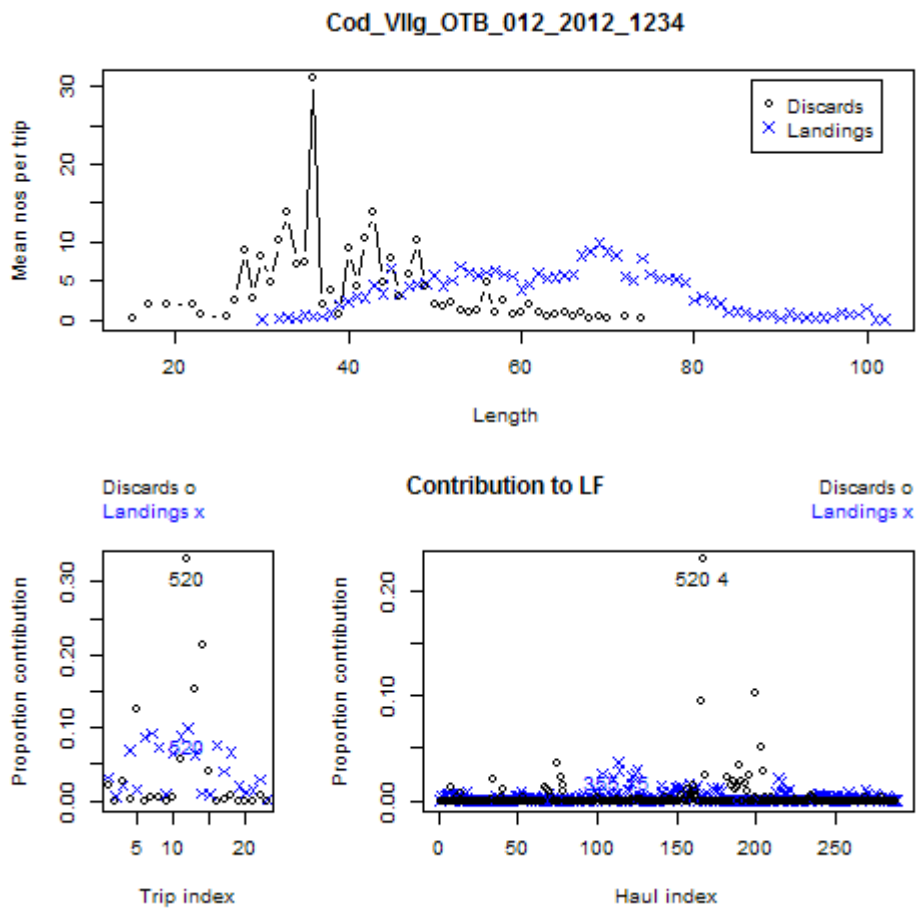 Cod_VIIg_OTB_012_2012_1234
Mean nos per trip
30
20
10
5
0
o Discards
× Landings
20 40 60 80 100
Length
Contribution to LF
Discards o
Landings x
Discards o
Landings x
Proportion contribution
0.30
0.20
0.10
0.00
520
520
5 10 20
Trip index
Proportion contribution
0.20
0.10
0.00
520 4
0 50 100 150 200 250
Haul index